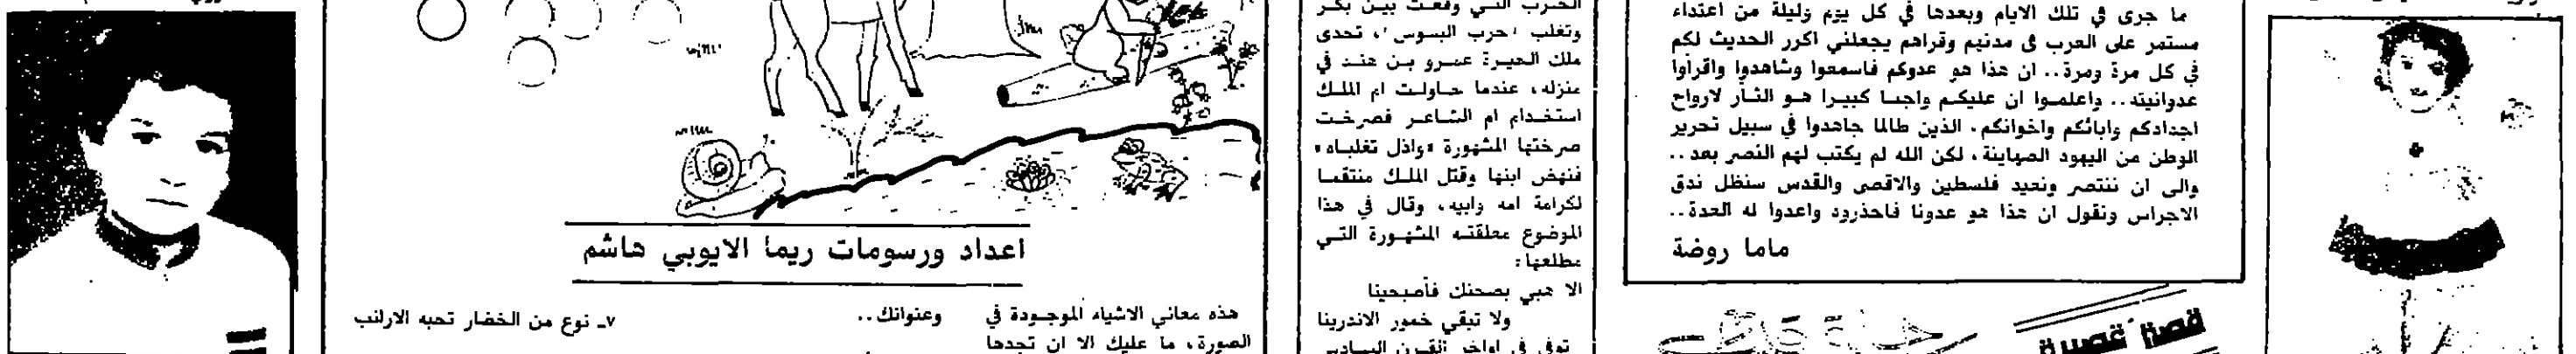 ما جرى في تلك الايام وبعدها في كل يوم وليلة من اعتداء
مستمر على العرب في مدنهم وقراهم يجعلني اكرر الحديث لكم
في كل مرة ومرة.. ان هذا هو عدوكم فاسمعوا وشاهدوا واقرأوا
عدوانيته.. واعلموا ان عليكم واجبا كبيرا هو الثأر لارواح
اجدادكم وابائكم واخوانكم، الذين طالما جاهدوا في سبيل تحرير
الوطن من اليهود الصهاينة، لكن الله لم يكتب لهم النصر بعد..
والى ان ننتصر ونعيد فلسطين والاقصى والقدس سنظل ندق
الاجراس ونقول ان هذا هو عدونا فاحذروه واعدوا له العدة..
ماما روضة
قصة قصيرة
الحرب التي وقعت بين بكر
وتغلب «حرب البسوس»، تحدى
ملك الحيرة عمرو بن هند في
منزله، عندما حاولت ام الملك
استخدام ام الشاعر فصرخت
صرختها المشهورة «واذل تغلباه»
فنهض ابنها وقتل الملك منتقما
لكرامة امه وابيه، وقال في هذا
الموضوع معلقته المشهورة التي
مطلعها:
الا هبي بصحنك فأصبحينا
ولا تبقي خمور الاندرينا
توفي في اواخر القرن السادس
اعداد ورسومات ريما الايوبي هاشم
هذه معاني الاشياء الموجودة في
الصورة، ما عليك الا ان تجدها
وعنوانك..
٧ـ نوع من الخضار تحبه الارانب